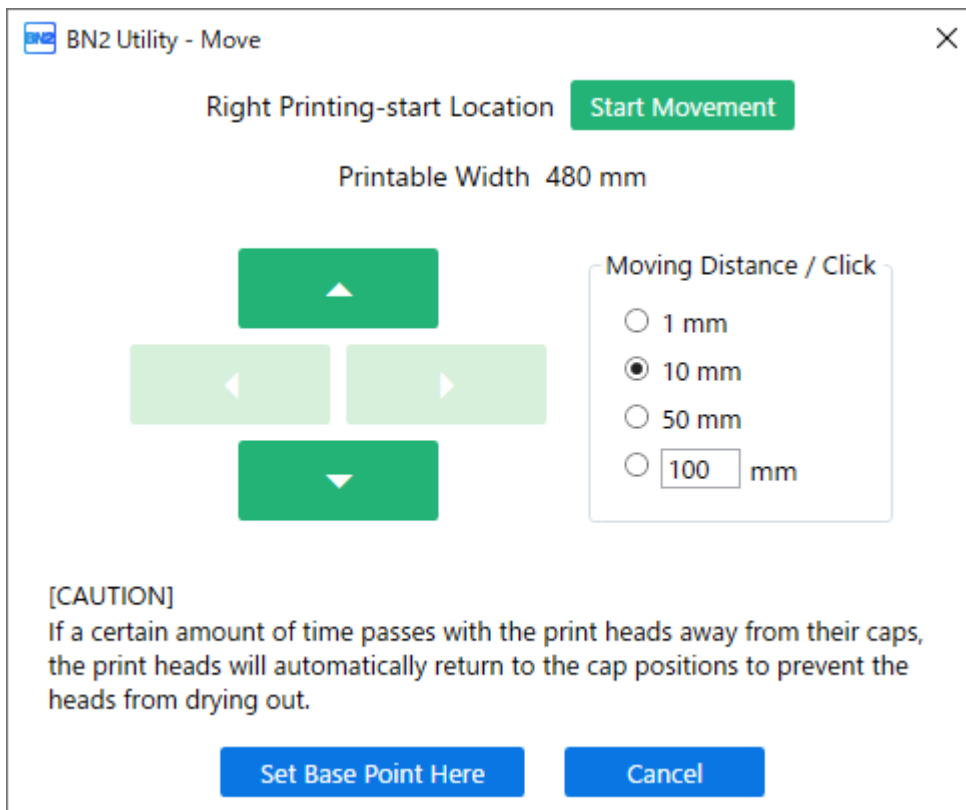 BN2 BN2 Utility - Move
Right Printing-start Location Start Movement
Printable Width 480 mm
Moving Distance / Click
1 mm
10 mm
50 mm
100 mm
[CAUTION]
If a certain amount of time passes with the print heads away from their caps,
the print heads will automatically return to the cap positions to prevent the
heads from drying out.
Set Base Point Here Cancel